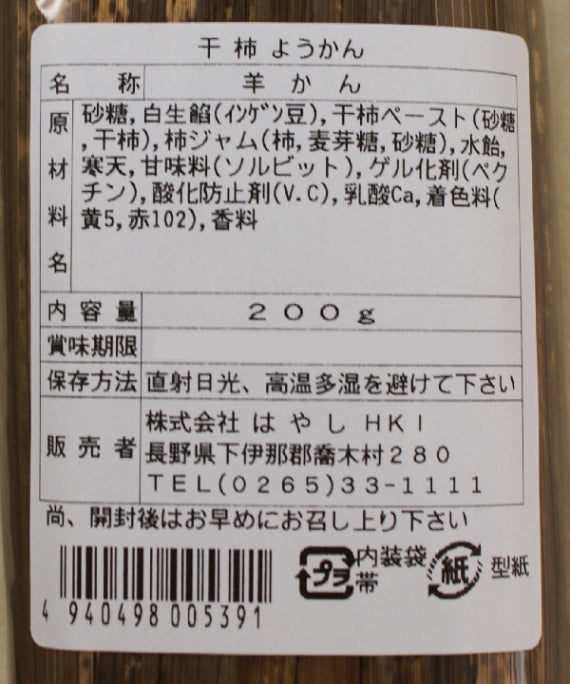 干柿ようかん
名称 羊かん
原材料名 砂糖,白生餡(ｲﾝｹﾞﾝ豆),干柿ペースト(砂糖
,干柿),柿ジャム(柿,麦芽糖,砂糖),水飴,
寒天,甘味料(ソルビット),ゲル化剤(ペク
チン),酸化防止剤(V.C),乳酸Ca,着色料(
黄5,赤102),香料
内容量 ２００ｇ
賞味期限
保存方法 直射日光、高温多湿を避けて下さい
販売者 株式会社 はやしＨＫＩ
長野県下伊那郡喬木村２８０
ＴＥＬ(０２６５)３３-１１１１
尚、開封後はお早めにお召し上り下さい
プラ 内装袋
帯
紙 型紙
4 940498 005391